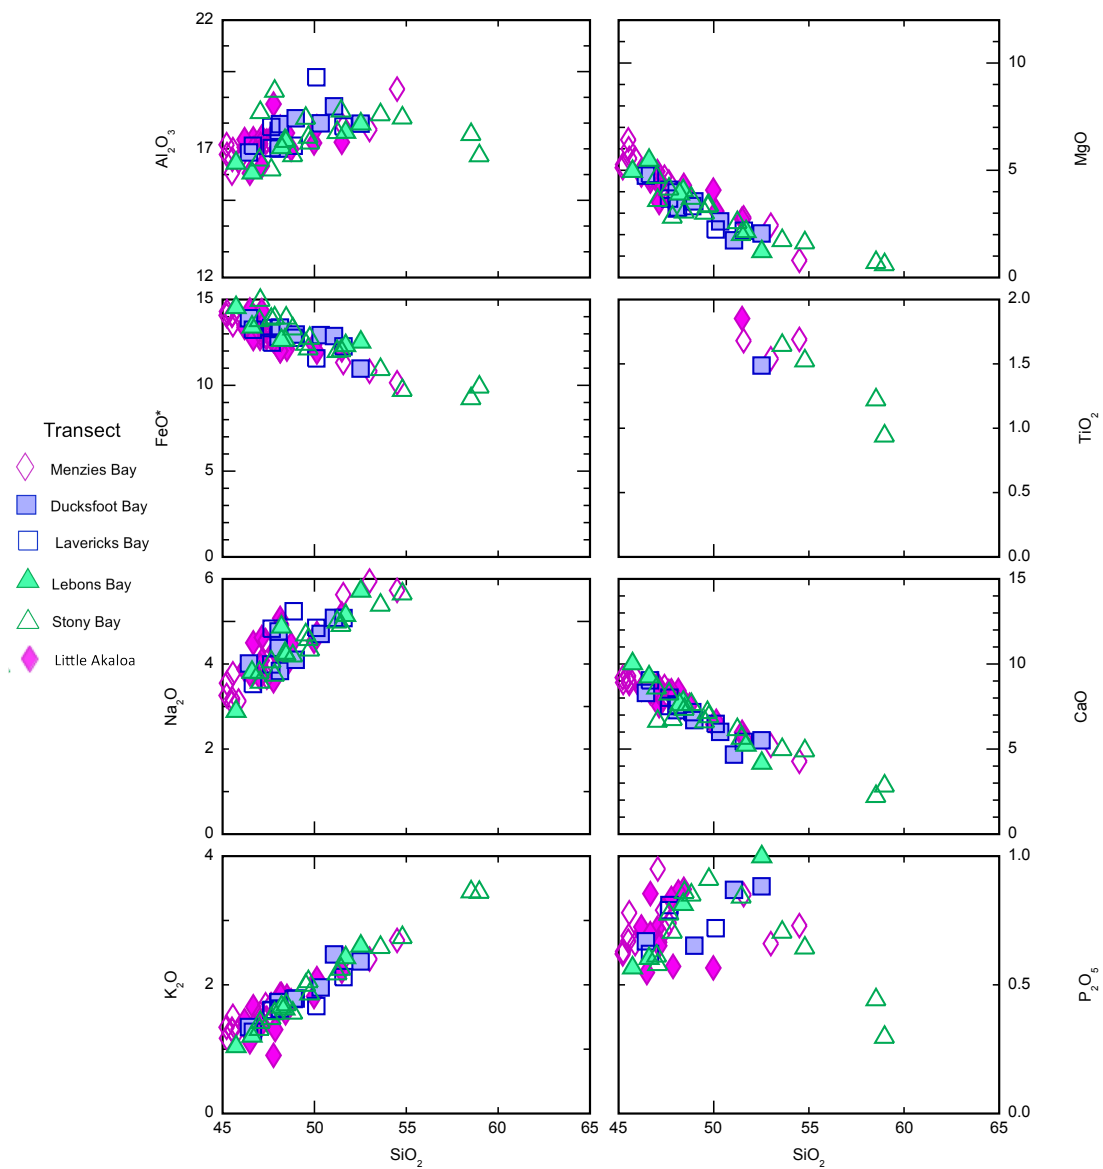 22
17
12
Al2O3
10
5
0
MgO
15
10
5
0
FeO*
2.0
1.5
1.0
0.5
0.0
TiO2
Transect
Menzies Bay
Ducksfoot Bay
Lavericks Bay
Lebons Bay
Stony Bay
Little Akaloa
6
4
2
0
Na2O
15
10
5
0
CaO
4
2
0
K2O
1.0
0.5
0.0
P2O5
45 50 55 60 65
SiO2
45 50 55 60 65
SiO2